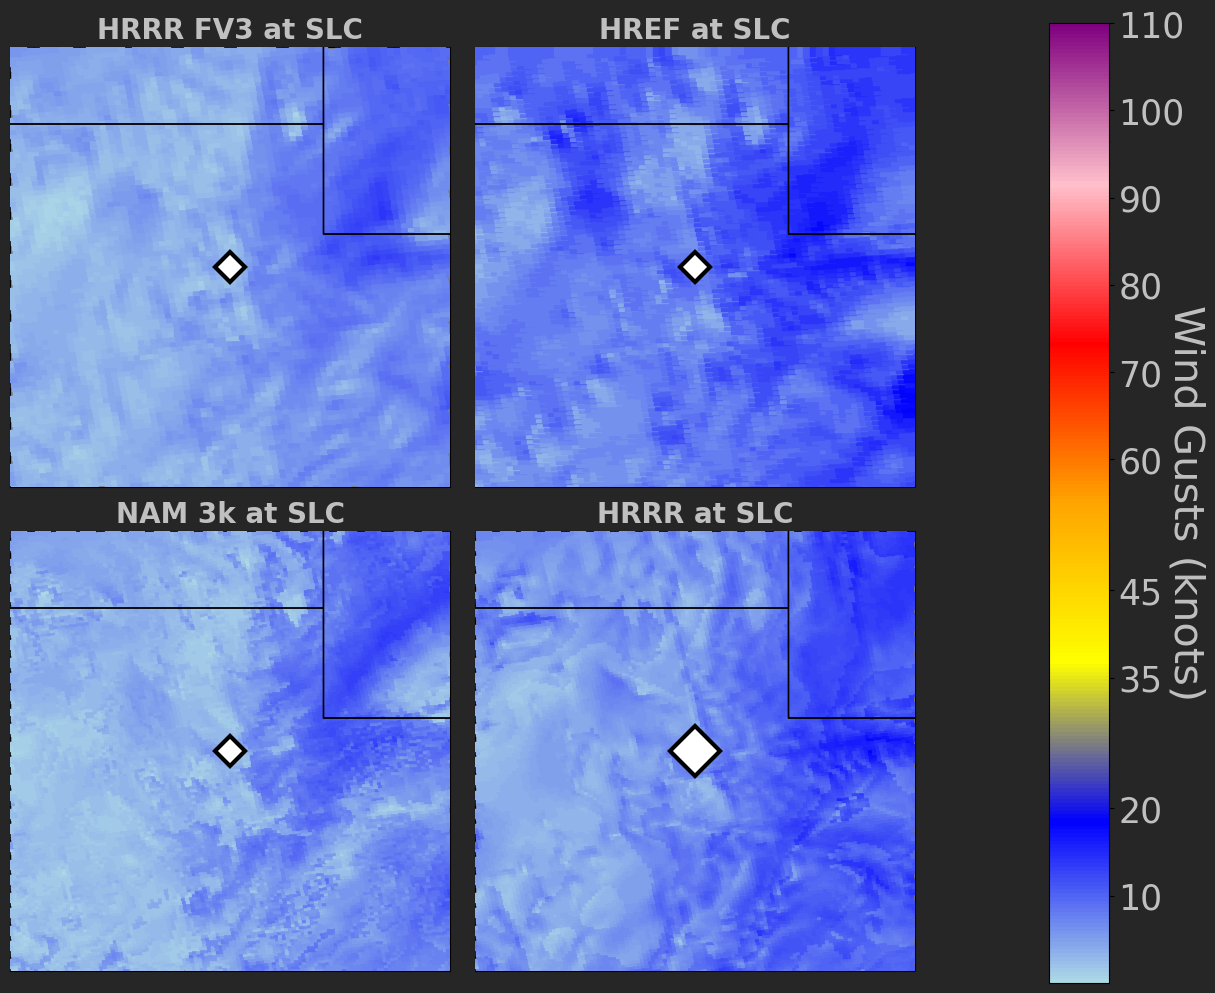 HRRR FV3 at SLC
HREF at SLC
NAM 3k at SLC
HRRR at SLC
110
100
90
80
70
60
45
35
20
10
Wind Gusts (knots)